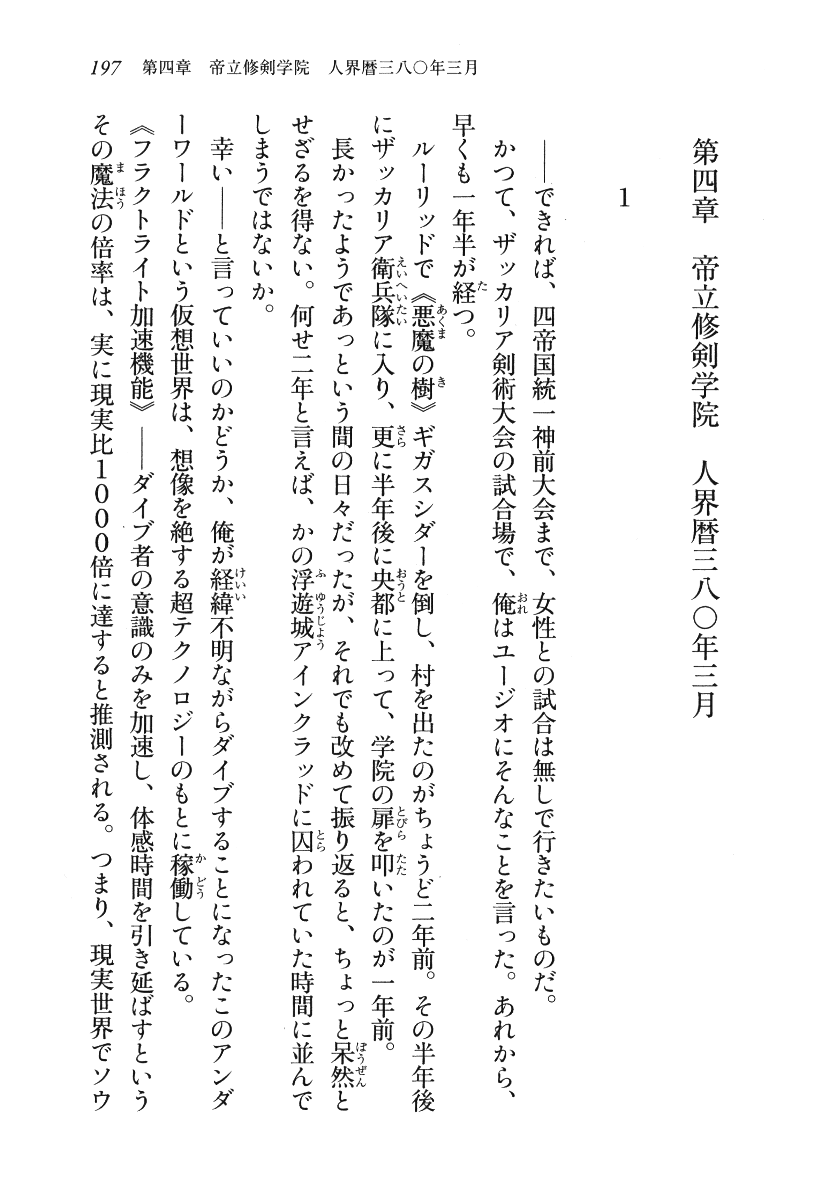 197 第四章 帝立修剣学院 人界暦三八〇年三月
第四章 帝立修剣学院 人界暦三八〇年三月
1
――できれば、四帝国統一神前大会まで、女性との試合は無しで行きたいものだ。
かつて、ザッカリア剣術大会の試合場で、俺はユージオにそんなことを言った。あれから、
早くも一年半が経つ。
ルーリッドで《悪魔の樹》ギガスシダーを倒し、村を出たのがちょうど二年前。その半年後
にザッカリア衛兵隊に入り、更に半年後に央都に上って、学院の扉を叩いたのが一年前。
長かったようであっという間の日々だったが、それでも改めて振り返ると、ちょっと呆然と
せざるを得ない。何せ二年と言えば、かの浮遊城アインクラッドに囚われていた時間に並んで
しまうではないか。
幸い――と言っていいのかどうか、俺が経緯不明ながらダイブすることになったこのアンダ
ーワールドという仮想世界は、想像を絶する超テクノロジーのもとに稼働している。
《フラクトライト加速機能》――ダイブ者の意識のみを加速し、体感時間を引き延ばすという
その魔法の倍率は、実に現実比1000倍に達すると推測される。つまり、現実世界でソウ